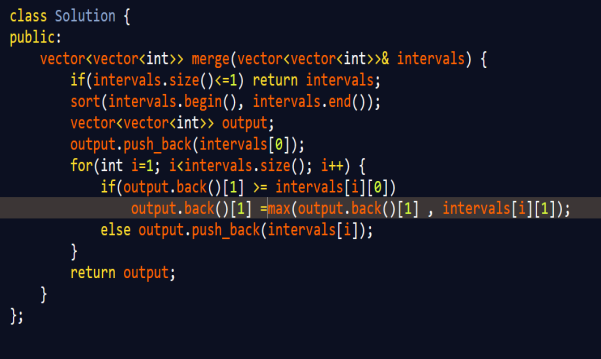 class Solution {
public:
    vector<vector<int>> merge(vector<vector<int>>& intervals) {
        if(intervals.size()<=1) return intervals;
        sort(intervals.begin(), intervals.end());
        vector<vector<int>> output;
        output.push_back(intervals[0]);
        for(int i=1; i<intervals.size(); i++) {
            if(output.back()[1] >= intervals[i][0])
                output.back()[1] =max(output.back()[1] , intervals[i][1]);
            else output.push_back(intervals[i]);
        }
        return output;
    }
};